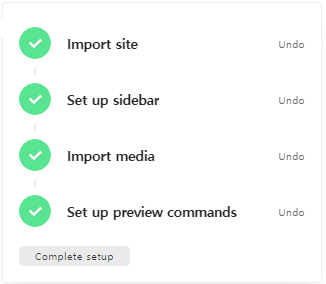 Import site
Undo
Set up sidebar
Undo
Import media
Undo
Set up preview commands
Undo
Complete setup